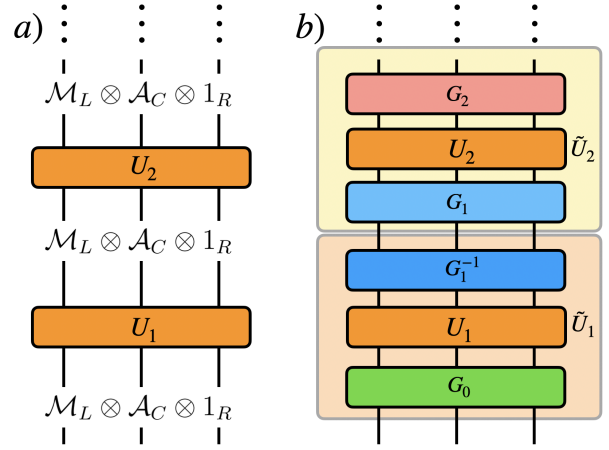 a)
ℳ_L ⊗ 𝒜_C ⊗ 1_R
U_2
ℳ_L ⊗ 𝒜_C ⊗ 1_R
U_1
ℳ_L ⊗ 𝒜_C ⊗ 1_R
b)
G_2
U_2
Ũ_2
G_1
G_1^{-1}
U_1
Ũ_1
G_0